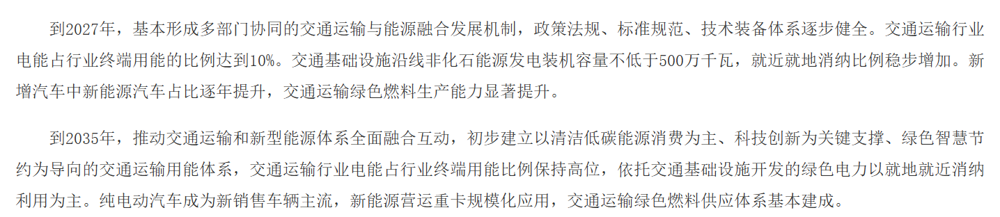 到2027年，基本形成多部门协同的交通运输与能源融合发展机制，政策法规、标准规范、技术装备体系逐步健全。交通运输行业
电能占行业终端用能的比例达到10%。交通基础设施沿线非化石能源发电装机容量不低于500万千瓦，就近就地消纳比例稳步增加。新
增汽车中新能源汽车占比逐年提升，交通运输绿色燃料生产能力显著提升。
到2035年，推动交通运输和新型能源体系全面融合互动，初步建立以清洁低碳能源消费为主、科技创新为关键支撑、绿色智慧节
约为导向的交通运输用能体系，交通运输行业电能占行业终端用能比例保持高位，依托交通基础设施开发的绿色电力以就地就近消纳
利用为主。纯电动汽车成为新销售车辆主流，新能源营运重卡规模化应用，交通运输绿色燃料供应体系基本建成。